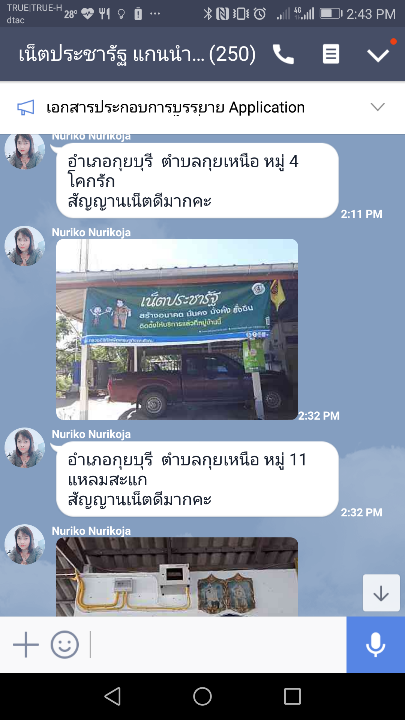 TRUE|TRUE-H
dtac
28°
4G
2:43 PM
เน็ตประชารัฐ แกนนำ... (250)
เอกสารประกอบการบรรยาย Application
Nuriko Nurikoja
อำเภอกุยบุรี ตำบลกุยเหนือ หมู่ 4
โคกรัก
สัญญานเน็ตดีมากคะ
2:11 PM
Nuriko Nurikoja
เน็ตประชารัฐ
สร้างอนาคต มั่นคง มั่งคั่ง ยั่งยืน
ติดตั้งให้บริการแล้วที่หมู่บ้านนี้
2:32 PM
Nuriko Nurikoja
อำเภอกุยบุรี ตำบลกุยเหนือ หมู่ 11
แหลมสะแก
สัญญานเน็ตดีมากคะ
2:32 PM
Nuriko Nurikoja